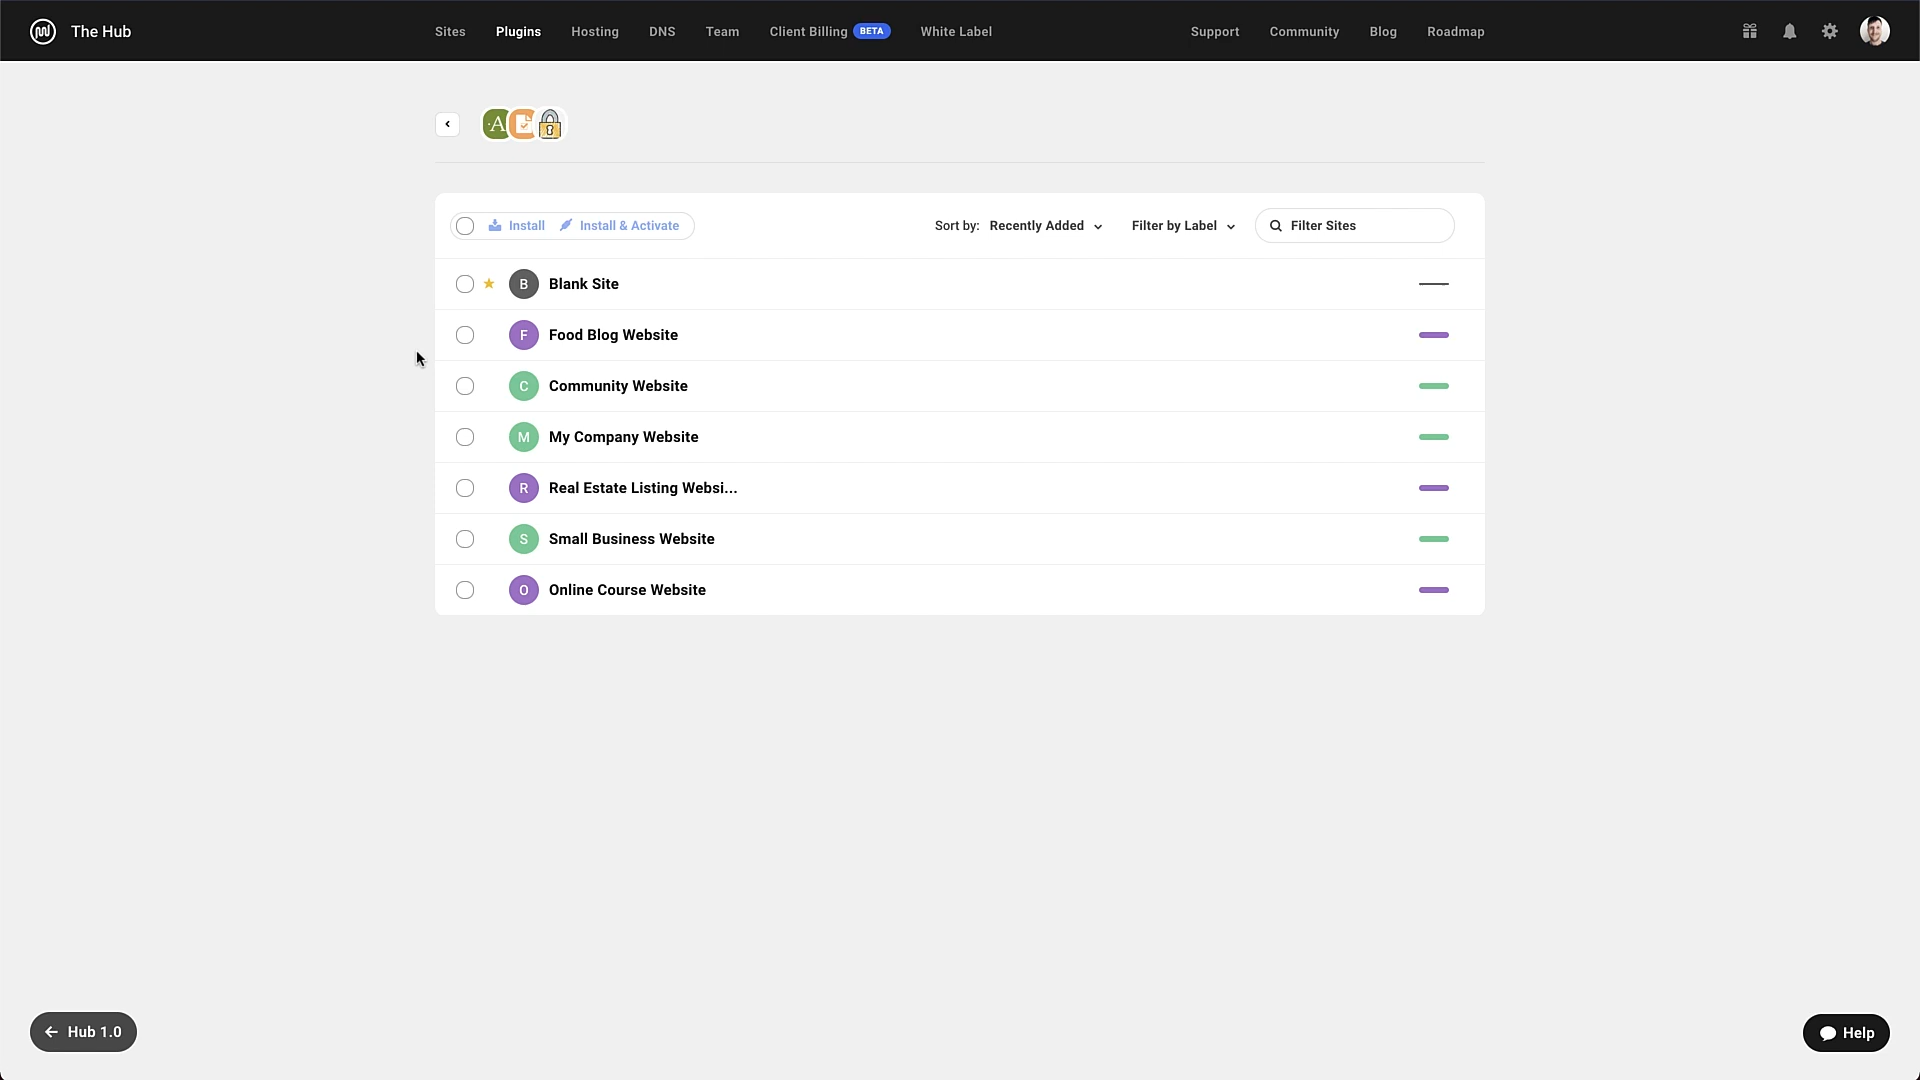 The Hub Sites Plugins Hosting DNS Team Client Billing BETA White Label Support Community Blog Roadmap
A
Install Install & Activate Sort by: Recently Added Filter by Label Filter Sites
B Blank Site
F Food Blog Website
C Community Website
M My Company Website
R Real Estate Listing Websi...
S Small Business Website
O Online Course Website
Hub 1.0 Help